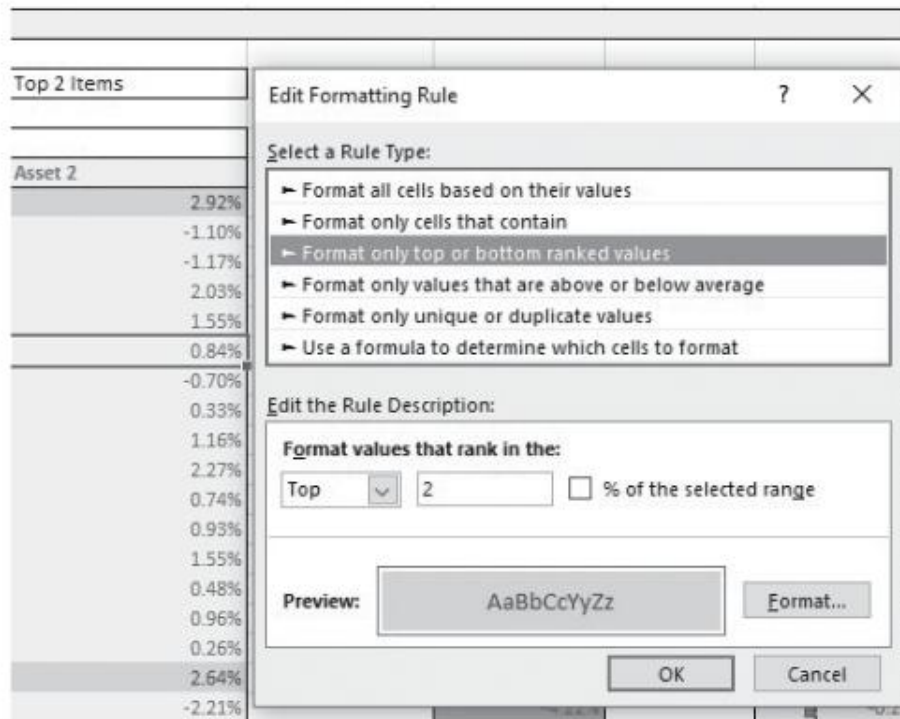 Top 2 Items
Edit Formatting Rule ? X
Select a Rule Type:
► Format all cells based on their values
► Format only cells that contain
► Format only top or bottom ranked values
► Format only values that are above or below average
► Format only unique or duplicate values
► Use a formula to determine which cells to format
Edit the Rule Description:
Format values that rank in the:
Top 2 % of the selected range
Preview: AaBbCcYyZz Format...
OK Cancel
Asset 2
2.92%
-1.10%
-1.17%
2.03%
1.55%
0.84%
-0.70%
0.33%
1.16%
2.27%
0.74%
0.93%
1.55%
0.48%
0.96%
0.26%
2.64%
-2.21%